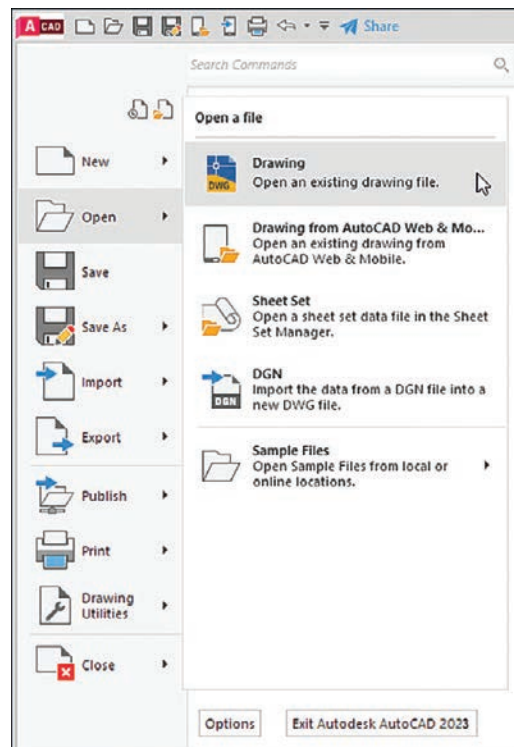 A CAD Share
Search Commands
Open a file
New
Open
Save
Save As
Import
Export
Publish
Print
Drawing
Utilities
Close
DWG
Drawing
Open an existing drawing file.
Drawing from AutoCAD Web & Mo...
Open an existing drawing from
AutoCAD Web & Mobile.
Sheet Set
Open a sheet set data file in the Sheet
Set Manager.
DGN
DGN
Import the data from a DGN file into a
new DWG file.
Sample Files
Open Sample Files from local or
online locations.
Options Exit Autodesk AutoCAD 2023